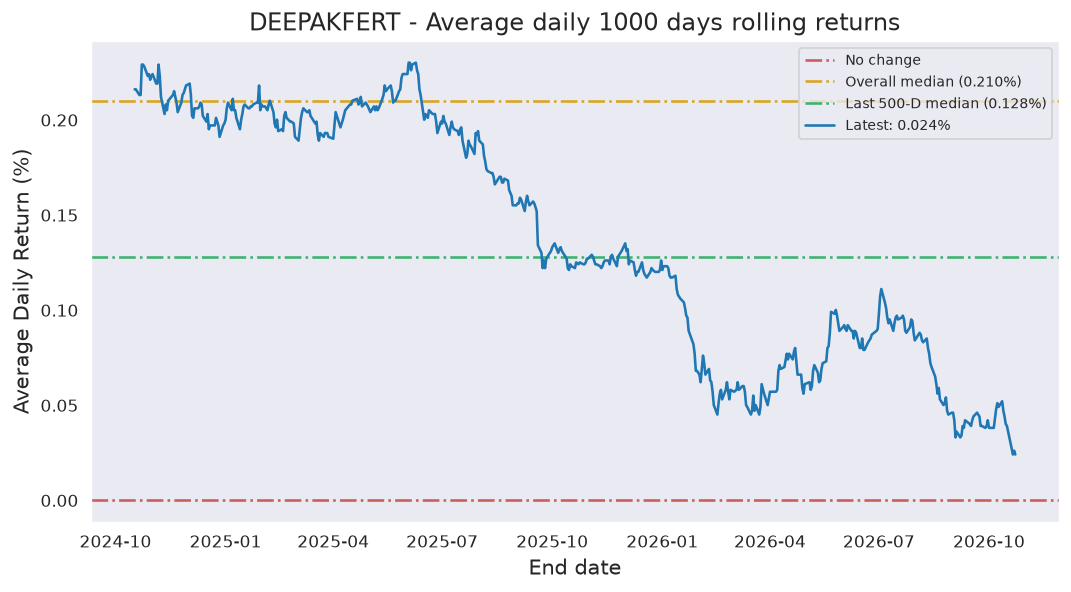 DEEPAKFERT - Average daily 1000 days rolling returns
No change
Overall median (0.210%)
Last 500-D median (0.128%)
Latest: 0.024%
Average Daily Return (%)
0.20
0.15
0.10
0.05
0.00
2024-10 2025-01 2025-04 2025-07 2025-10 2026-01 2026-04 2026-07 2026-10
End date